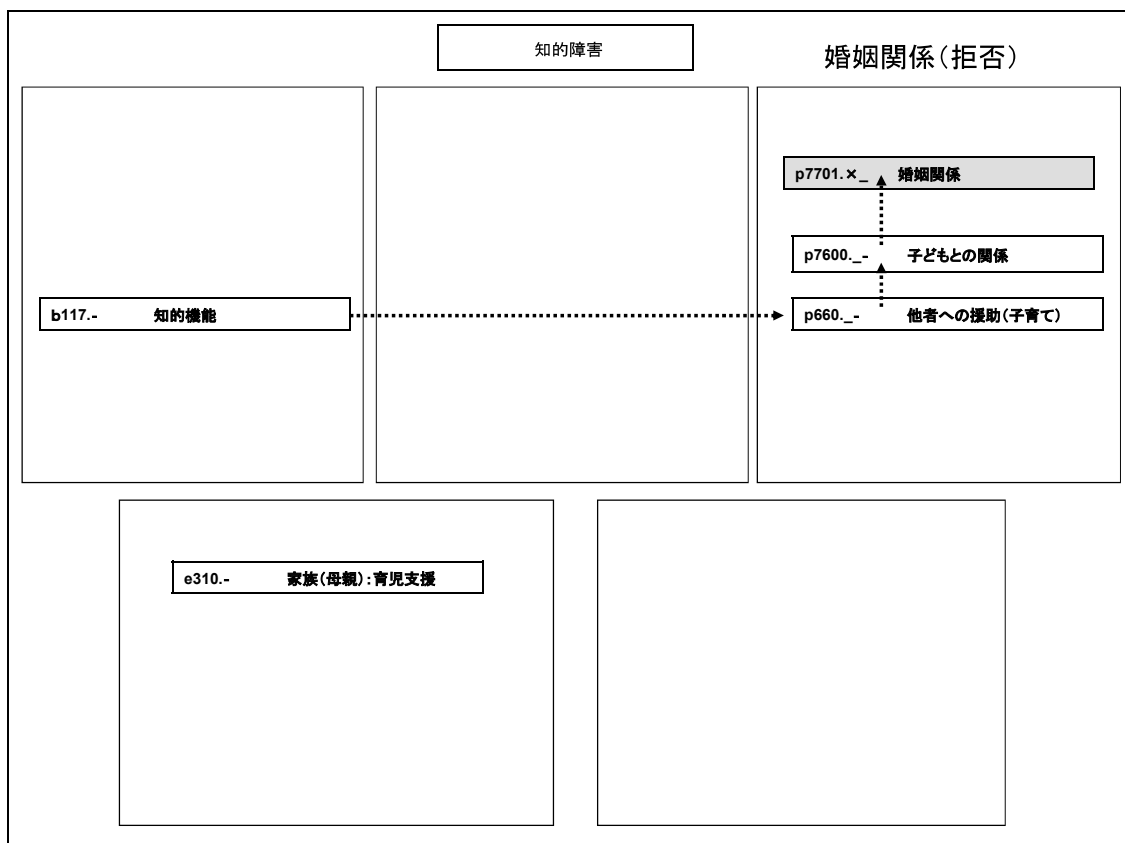 知的障害
婚姻関係(拒否)
p7701.×_ 婚姻関係
p7600._- 子どもとの関係
b117.- 知的機能
p660._- 他者への援助(子育て)
e310.- 家族(母親):育児支援